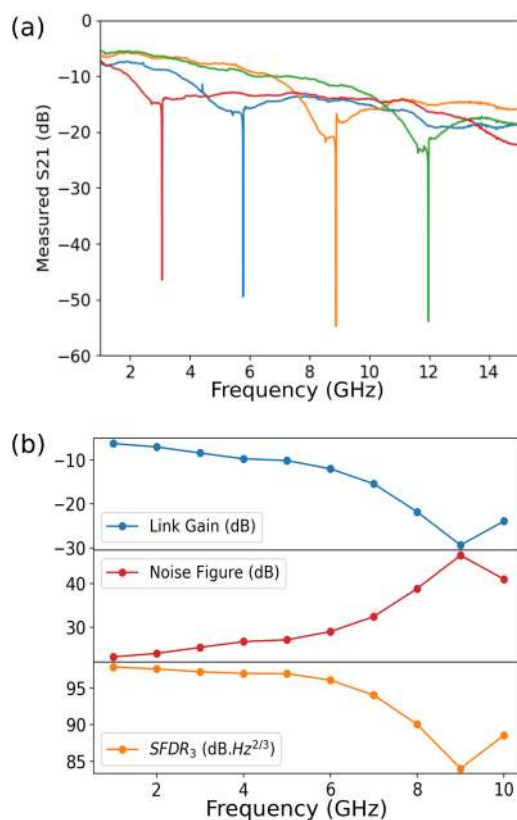 (a)
0
−10
−20
−30
−40
−50
−60
Measured S21 (dB)
2 4 6 8 10 12 14
Frequency (GHz)
(b)
−10
−20
−30
Link Gain (dB)
Noise Figure (dB)
40
30
95
90
85
SFDR₃ (dB.Hz²/³)
2 4 6 8 10
Frequency (GHz)